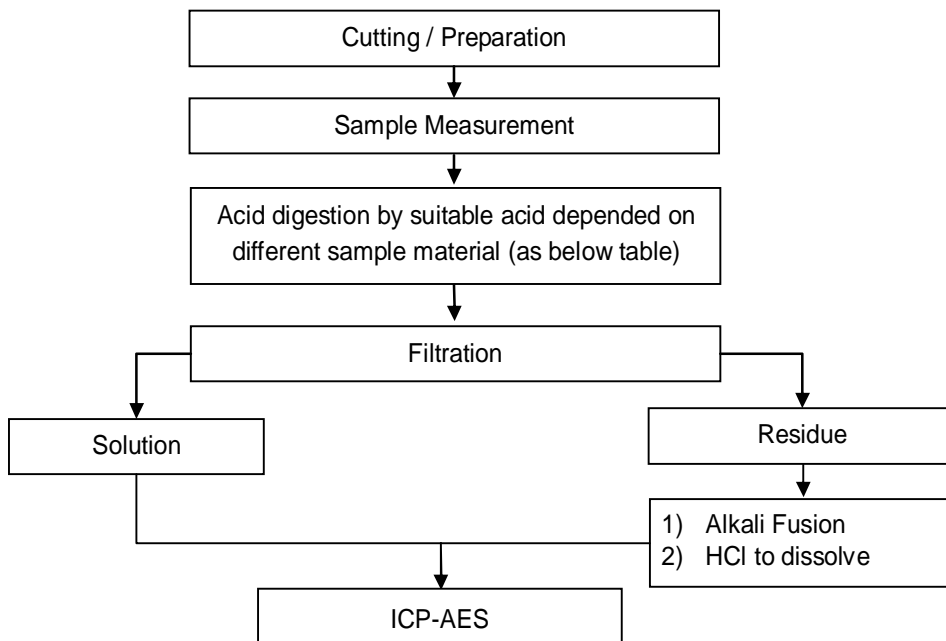 Cutting / Preparation
Sample Measurement
Acid digestion by suitable acid depended on
different sample material (as below table)
Filtration
Solution
Residue
1) Alkali Fusion
2) HCl to dissolve
ICP-AES